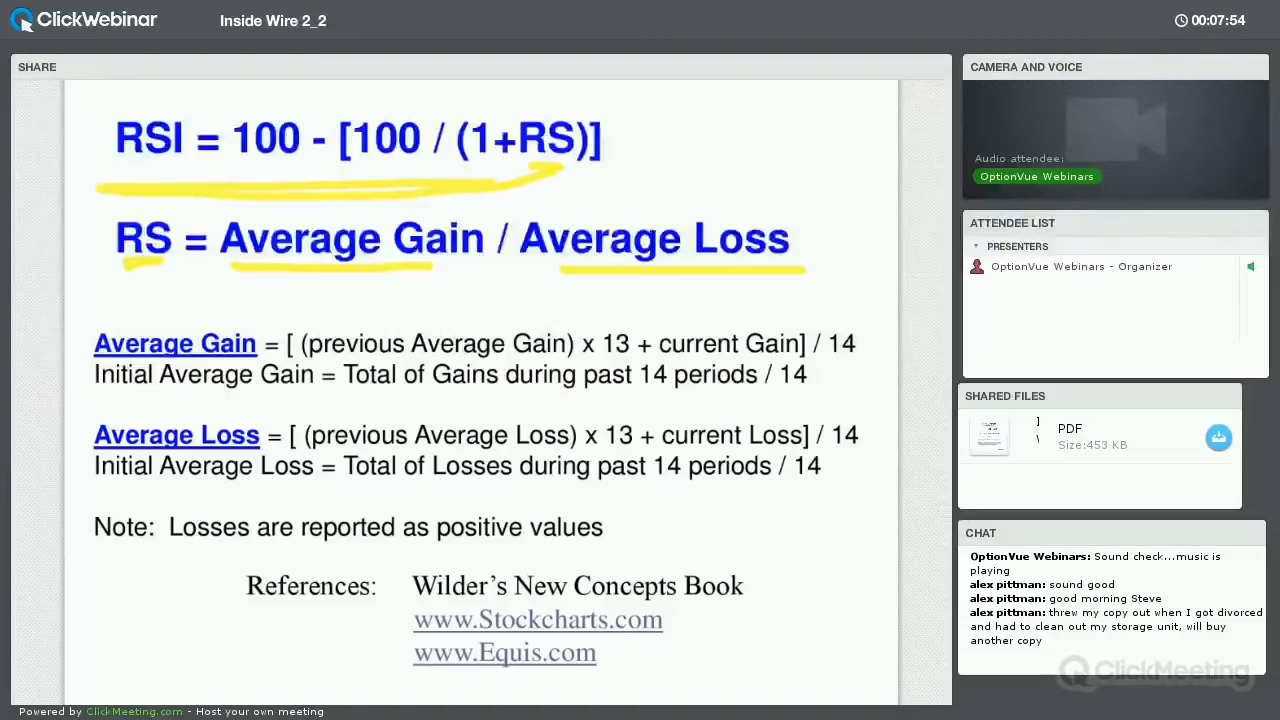 ClickWebinar
Inside Wire 2_2
00:07:54
SHARE
RSI = 100 - [100 / (1+RS)]
RS = Average Gain / Average Loss
Average Gain = [ (previous Average Gain) x 13 + current Gain] / 14
Initial Average Gain = Total of Gains during past 14 periods / 14
Average Loss = [ (previous Average Loss) x 13 + current Loss] / 14
Initial Average Loss = Total of Losses during past 14 periods / 14
Note: Losses are reported as positive values
References: Wilder's New Concepts Book
www.Stockcharts.com
www.Equis.com
CAMERA AND VOICE
Audio attendee:
OptionVue Webinars
ATTENDEE LIST
PRESENTERS
OptionVue Webinars - Organizer
SHARED FILES
PDF
Size:453 KB
CHAT
OptionVue Webinars: Sound check...music is
playing
alex pittman: sound good
alex pittman: good morning Steve
alex pittman: threw my copy out when I got divorced
and had to clean out my storage unit, will buy
another copy
ClickMeeting
Powered by ClickMeeting.com - Host your own meeting